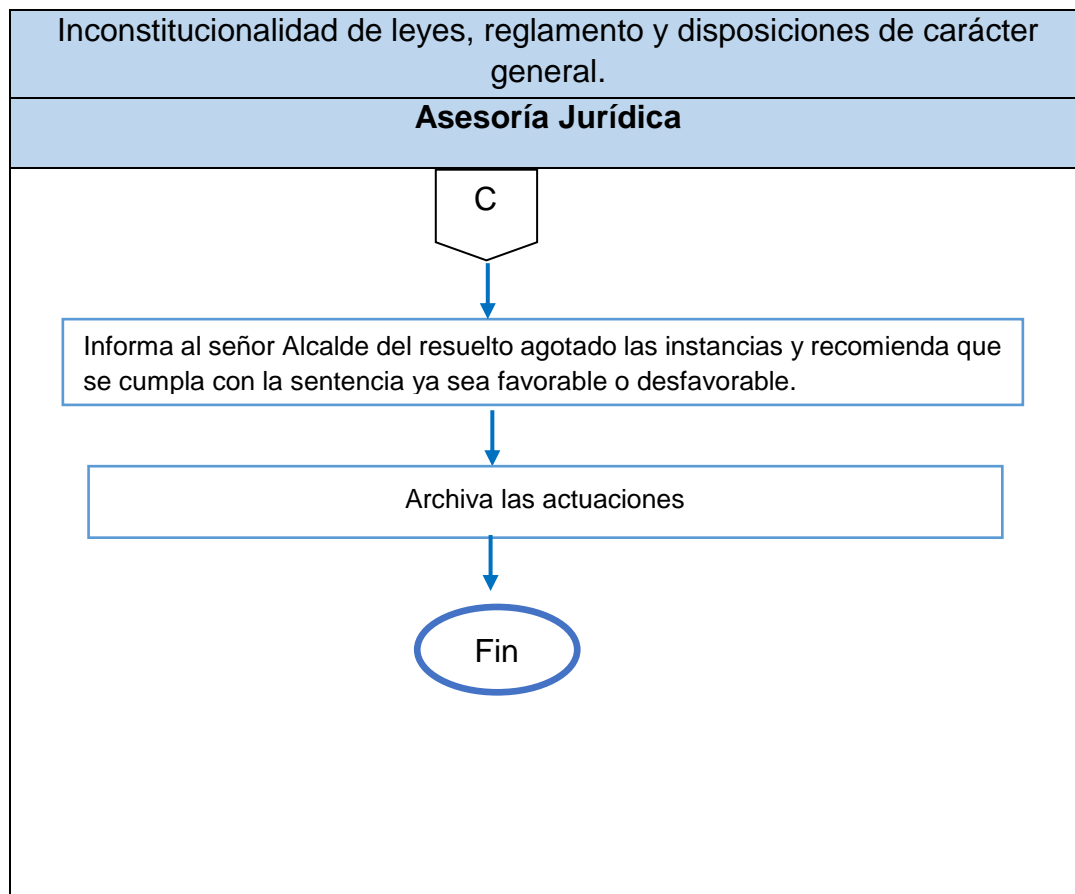 Inconstitucionalidad de leyes, reglamento y disposiciones de carácter
general.
Asesoría Jurídica
C
Informa al señor Alcalde del resuelto agotado las instancias y recomienda que
se cumpla con la sentencia ya sea favorable o desfavorable.
Archiva las actuaciones
Fin